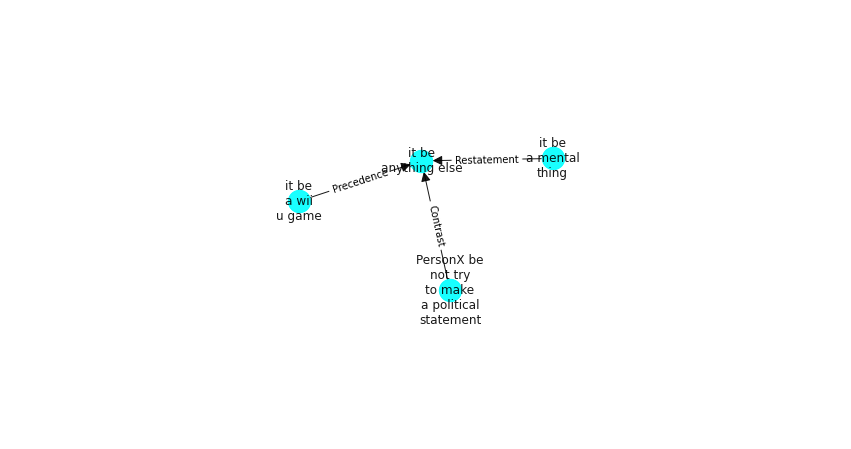 it be
a mental
thing
it be
anything else
Restatement
Precedence
it be
a wii
u game
Contrast
PersonX be
not try
to make
a political
statement